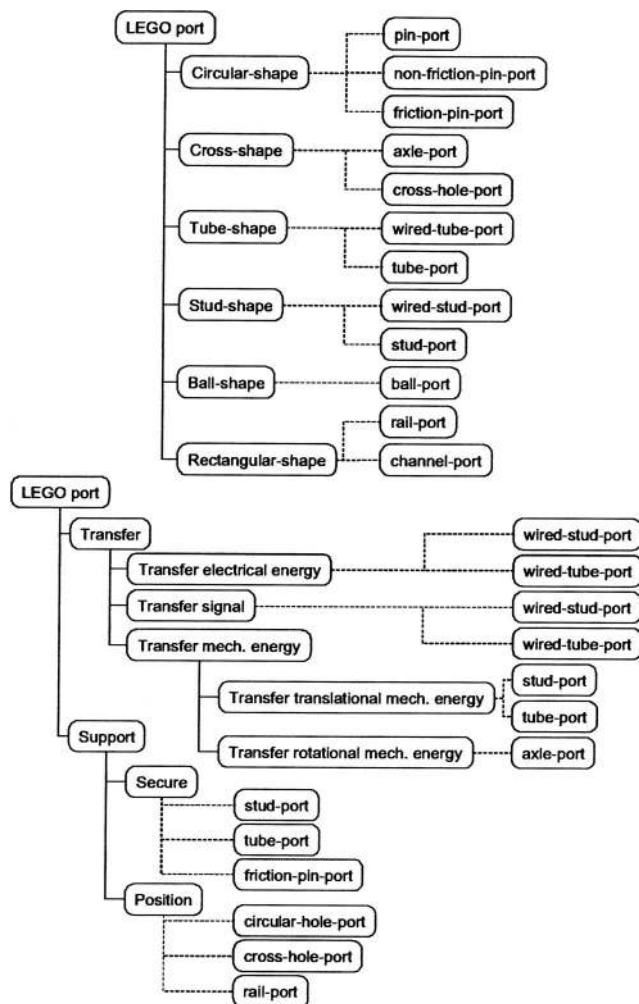 LEGO port
pin-port
Circular-shape
non-friction-pin-port
friction-pin-port
Cross-shape
axle-port
cross-hole-port
Tube-shape
wired-tube-port
tube-port
Stud-shape
wired-stud-port
stud-port
Ball-shape
ball-port
rail-port
Rectangular-shape
channel-port
LEGO port
Transfer
wired-stud-port
Transfer electrical energy
wired-tube-port
Transfer signal
wired-stud-port
Transfer mech. energy
wired-tube-port
stud-port
Transfer translational mech. energy
tube-port
Support
Transfer rotational mech. energy
axle-port
Secure
stud-port
tube-port
friction-pin-port
Position
circular-hole-port
cross-hole-port
rail-port